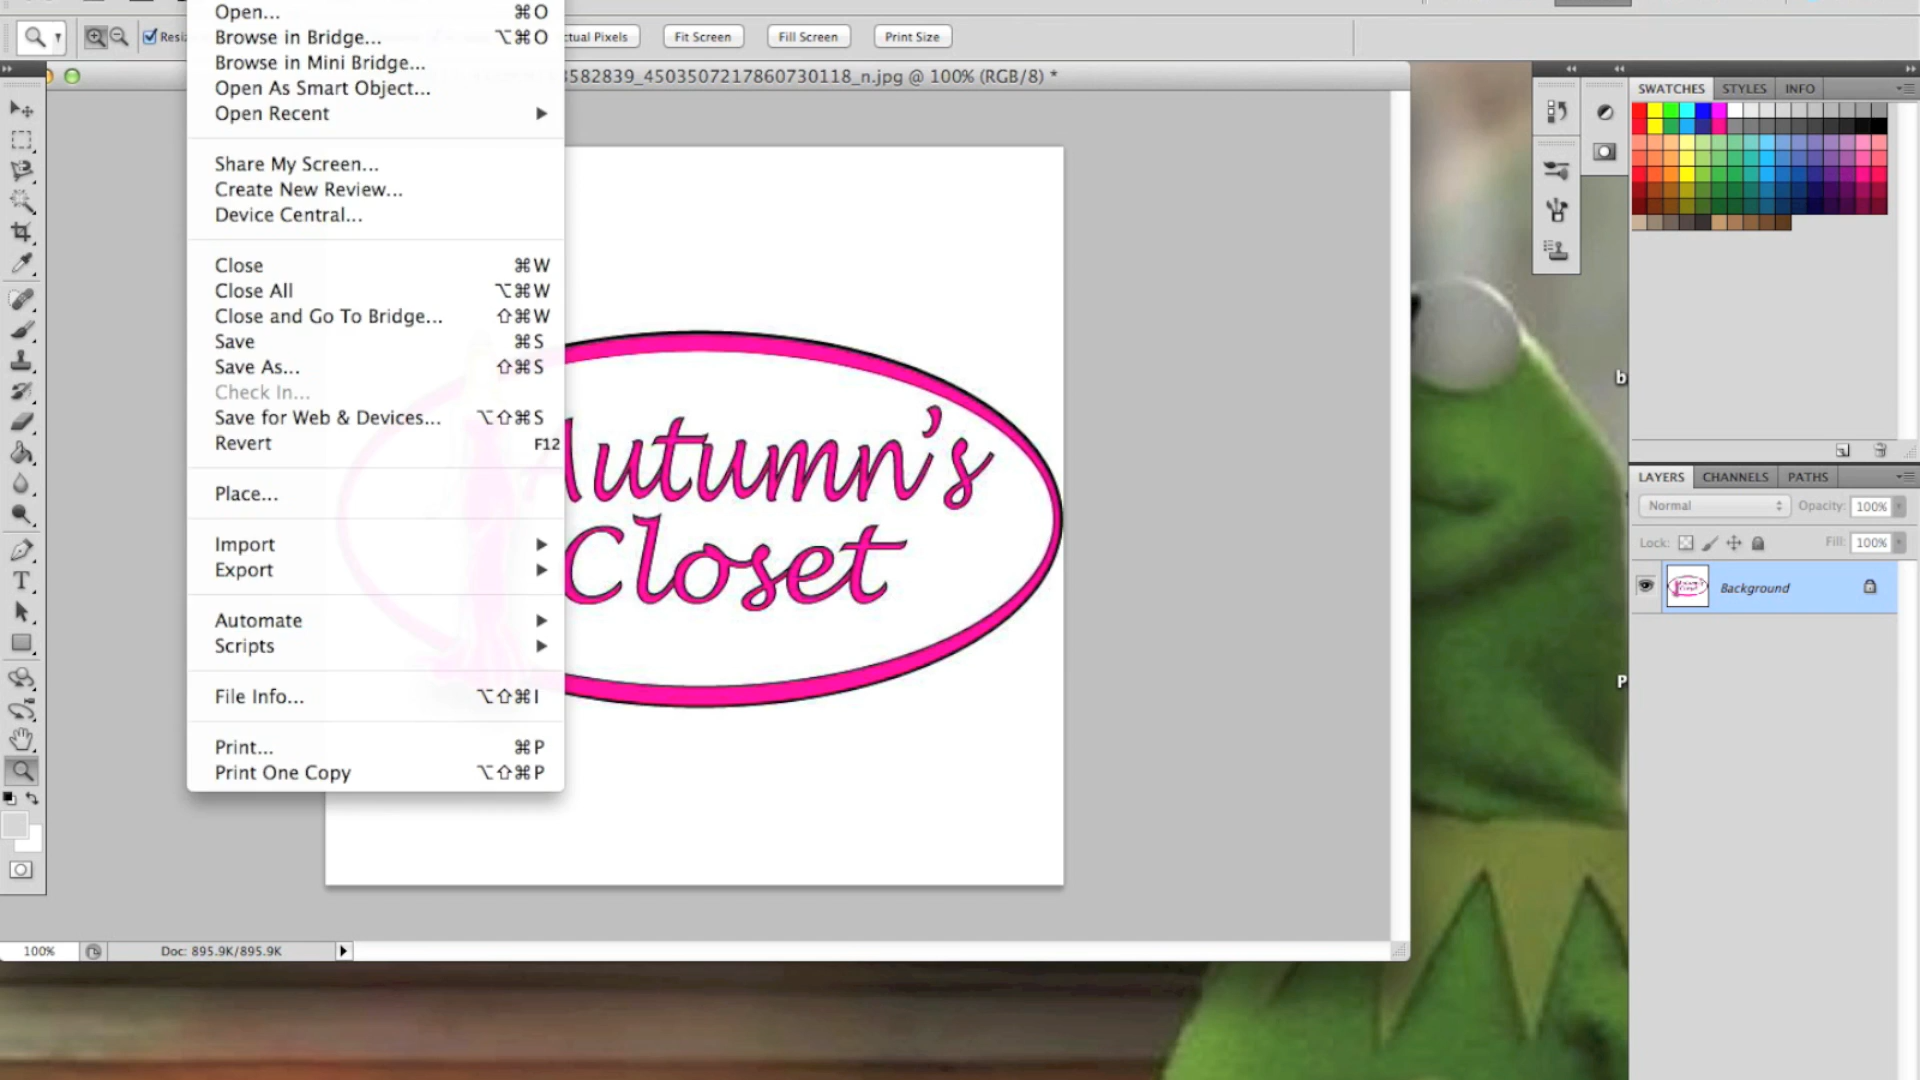 Open... ⌘O
Browse in Bridge... ⌥⌘O
Browse in Mini Bridge...
Open As Smart Object...
Open Recent
Share My Screen...
Create New Review...
Device Central...
Close ⌘W
Close All ⌥⌘W
Close and Go To Bridge... ⇧⌘W
Save ⌘S
Save As... ⇧⌘S
Check In...
Save for Web & Devices... ⌥⇧⌘S
Revert F12
Place...
Import
Export
Automate
Scripts
File Info... ⌥⇧⌘I
Print... ⌘P
Print One Copy ⌥⇧⌘P
Resi
ctual Pixels
Fit Screen
Fill Screen
Print Size
3582839_4503507217860730118_n.jpg @ 100% (RGB/8) *
Autumn's
Closet
100% Doc: 895.9K/895.9K
SWATCHES STYLES INFO
b
P
LAYERS CHANNELS PATHS
Normal Opacity: 100%
Lock: Fill: 100%
Background